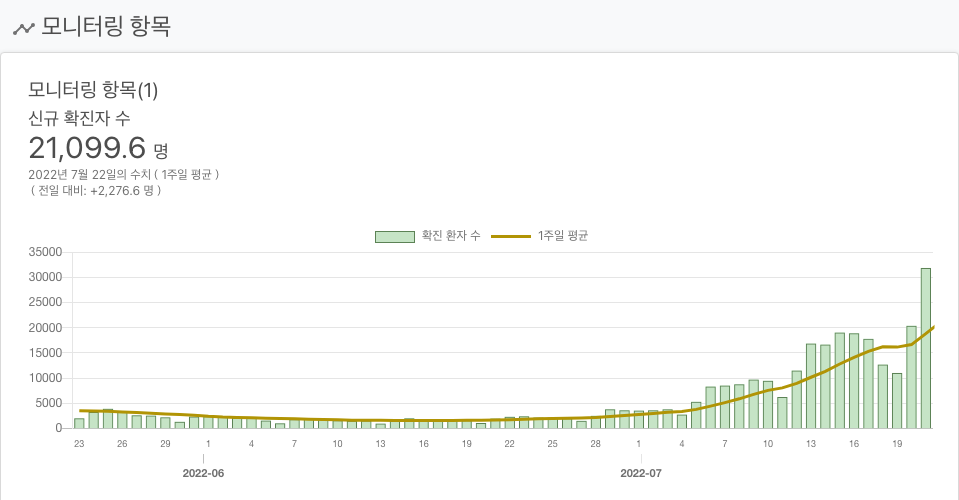 모니터링 항목
모니터링 항목(1)
신규 확진자 수
21,099.6 명
2022년 7월 22일의 수치 ( 1주일 평균 )
( 전일 대비: +2,276.6 명 )
확진 환자 수 1주일 평균
35000
30000
25000
20000
15000
10000
5000
0
23 26 29 1 4 7 10 13 16 19 22 25 28 1 4 7 10 13 16 19
2022-06 2022-07